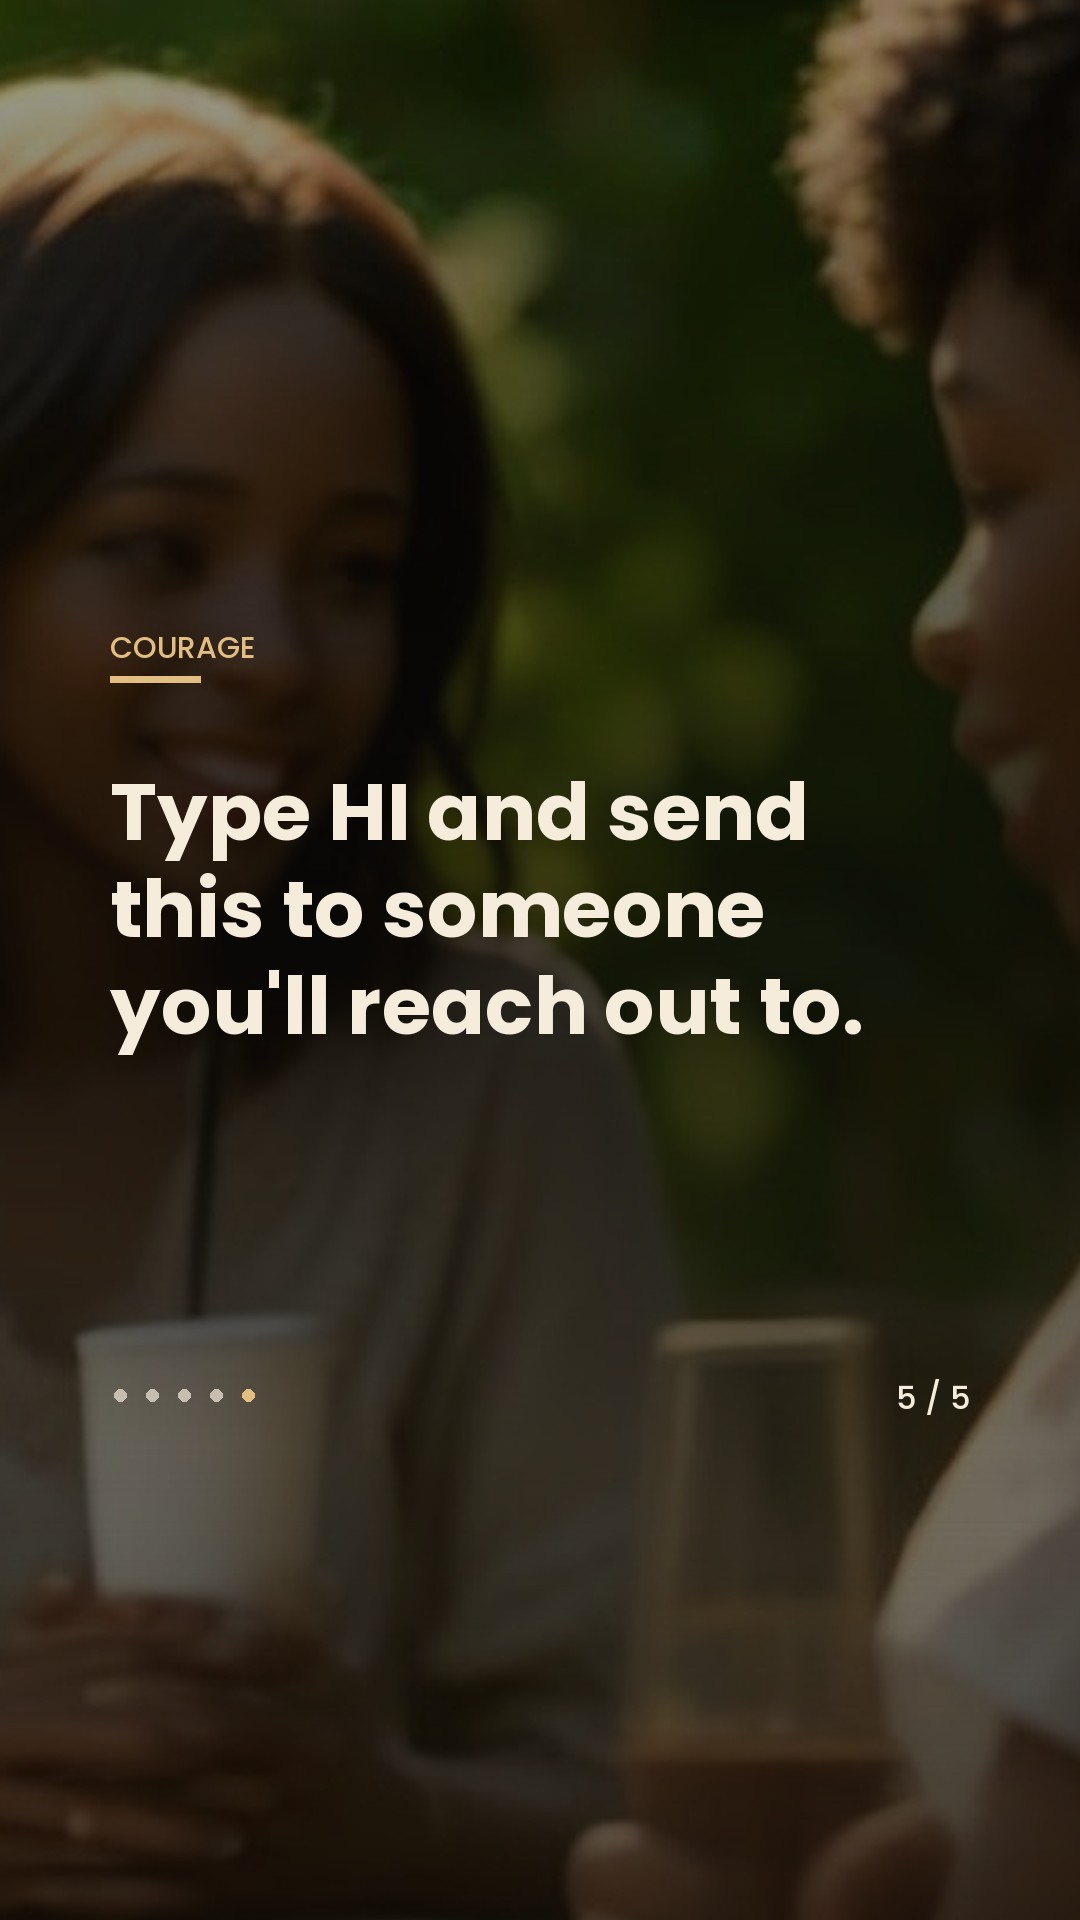 COURAGE
Type HI and send
this to someone
you'll reach out to.
5 / 5